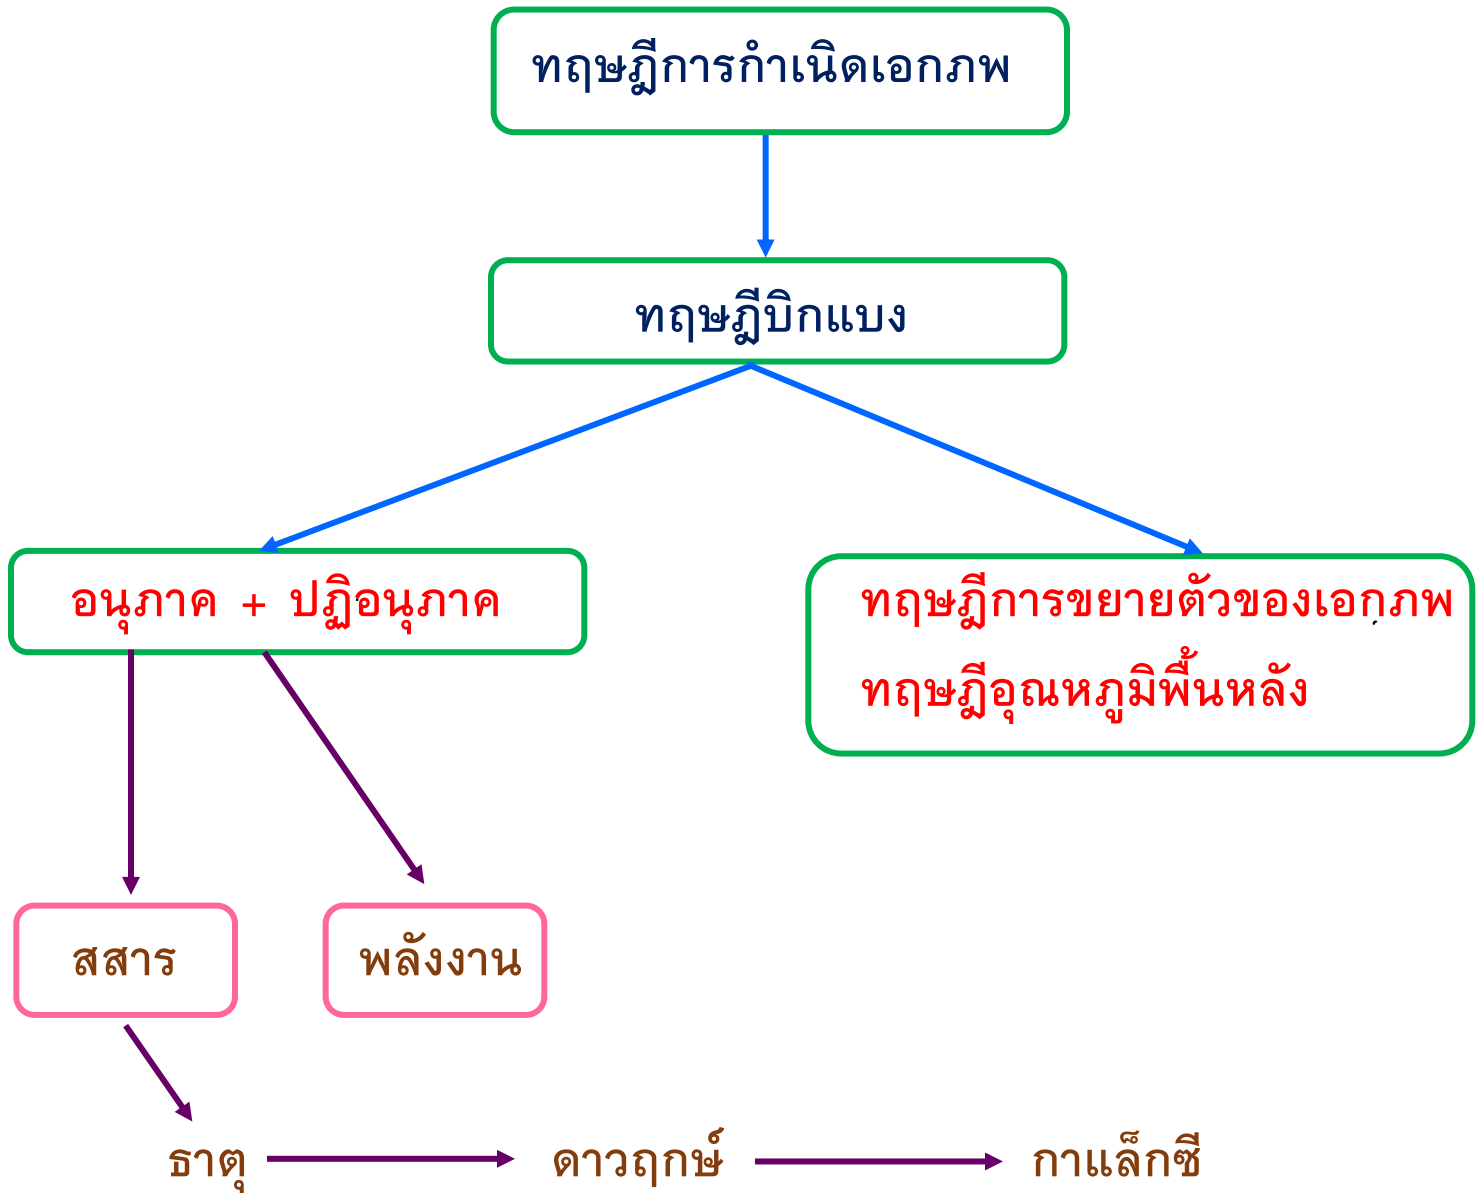 ทฤษฎีการกำเนิดเอกภพ
ทฤษฎีบิกแบง
อนุภาค + ปฏิอนุภาค
ทฤษฎีการขยายตัวของเอกภพ
ทฤษฎีอุณหภูมิพื้นหลัง
สสาร
พลังงาน
ธาตุ
ดาวฤกษ์
กาแล็กซี